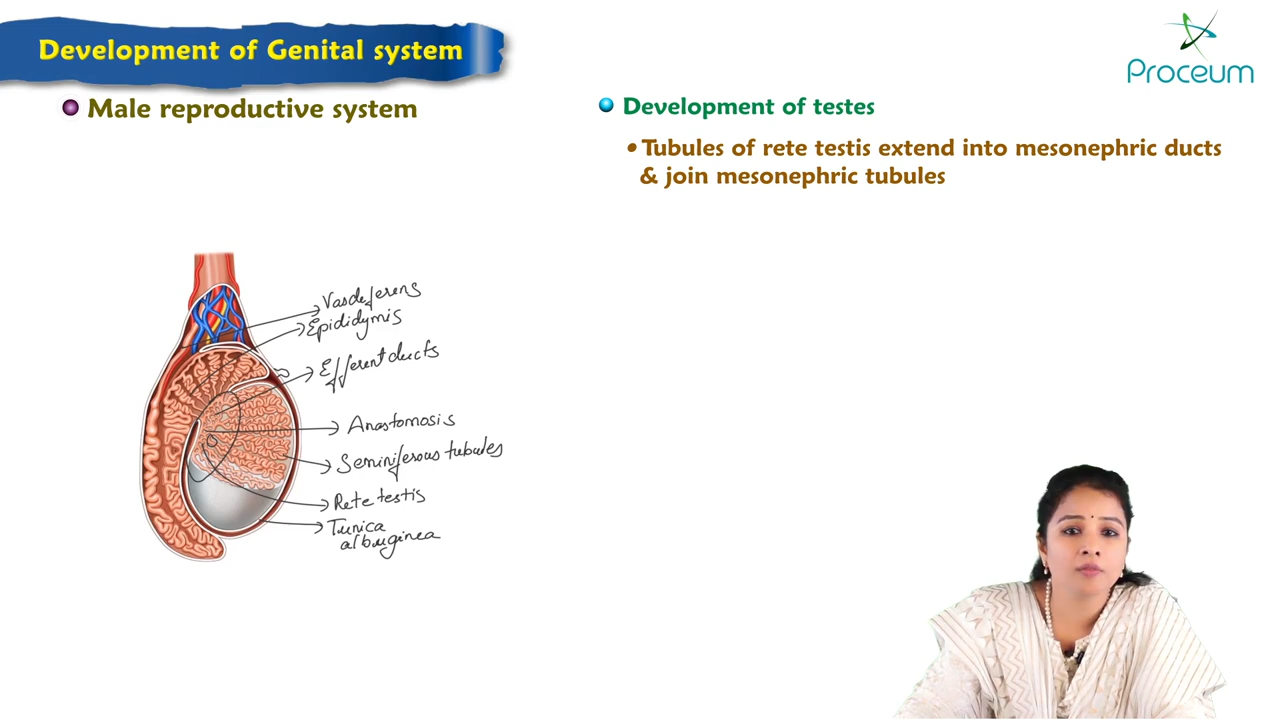 Development of Genital system
Proceum
Male reproductive system
Development of testes
Tubules of rete testis extend into mesonephric ducts
& join mesonephric tubules
Vasdeferens
Epididymis
Efferent ducts
Anastomosis
Seminiferous tubules
Rete testis
Tunica
albuginea